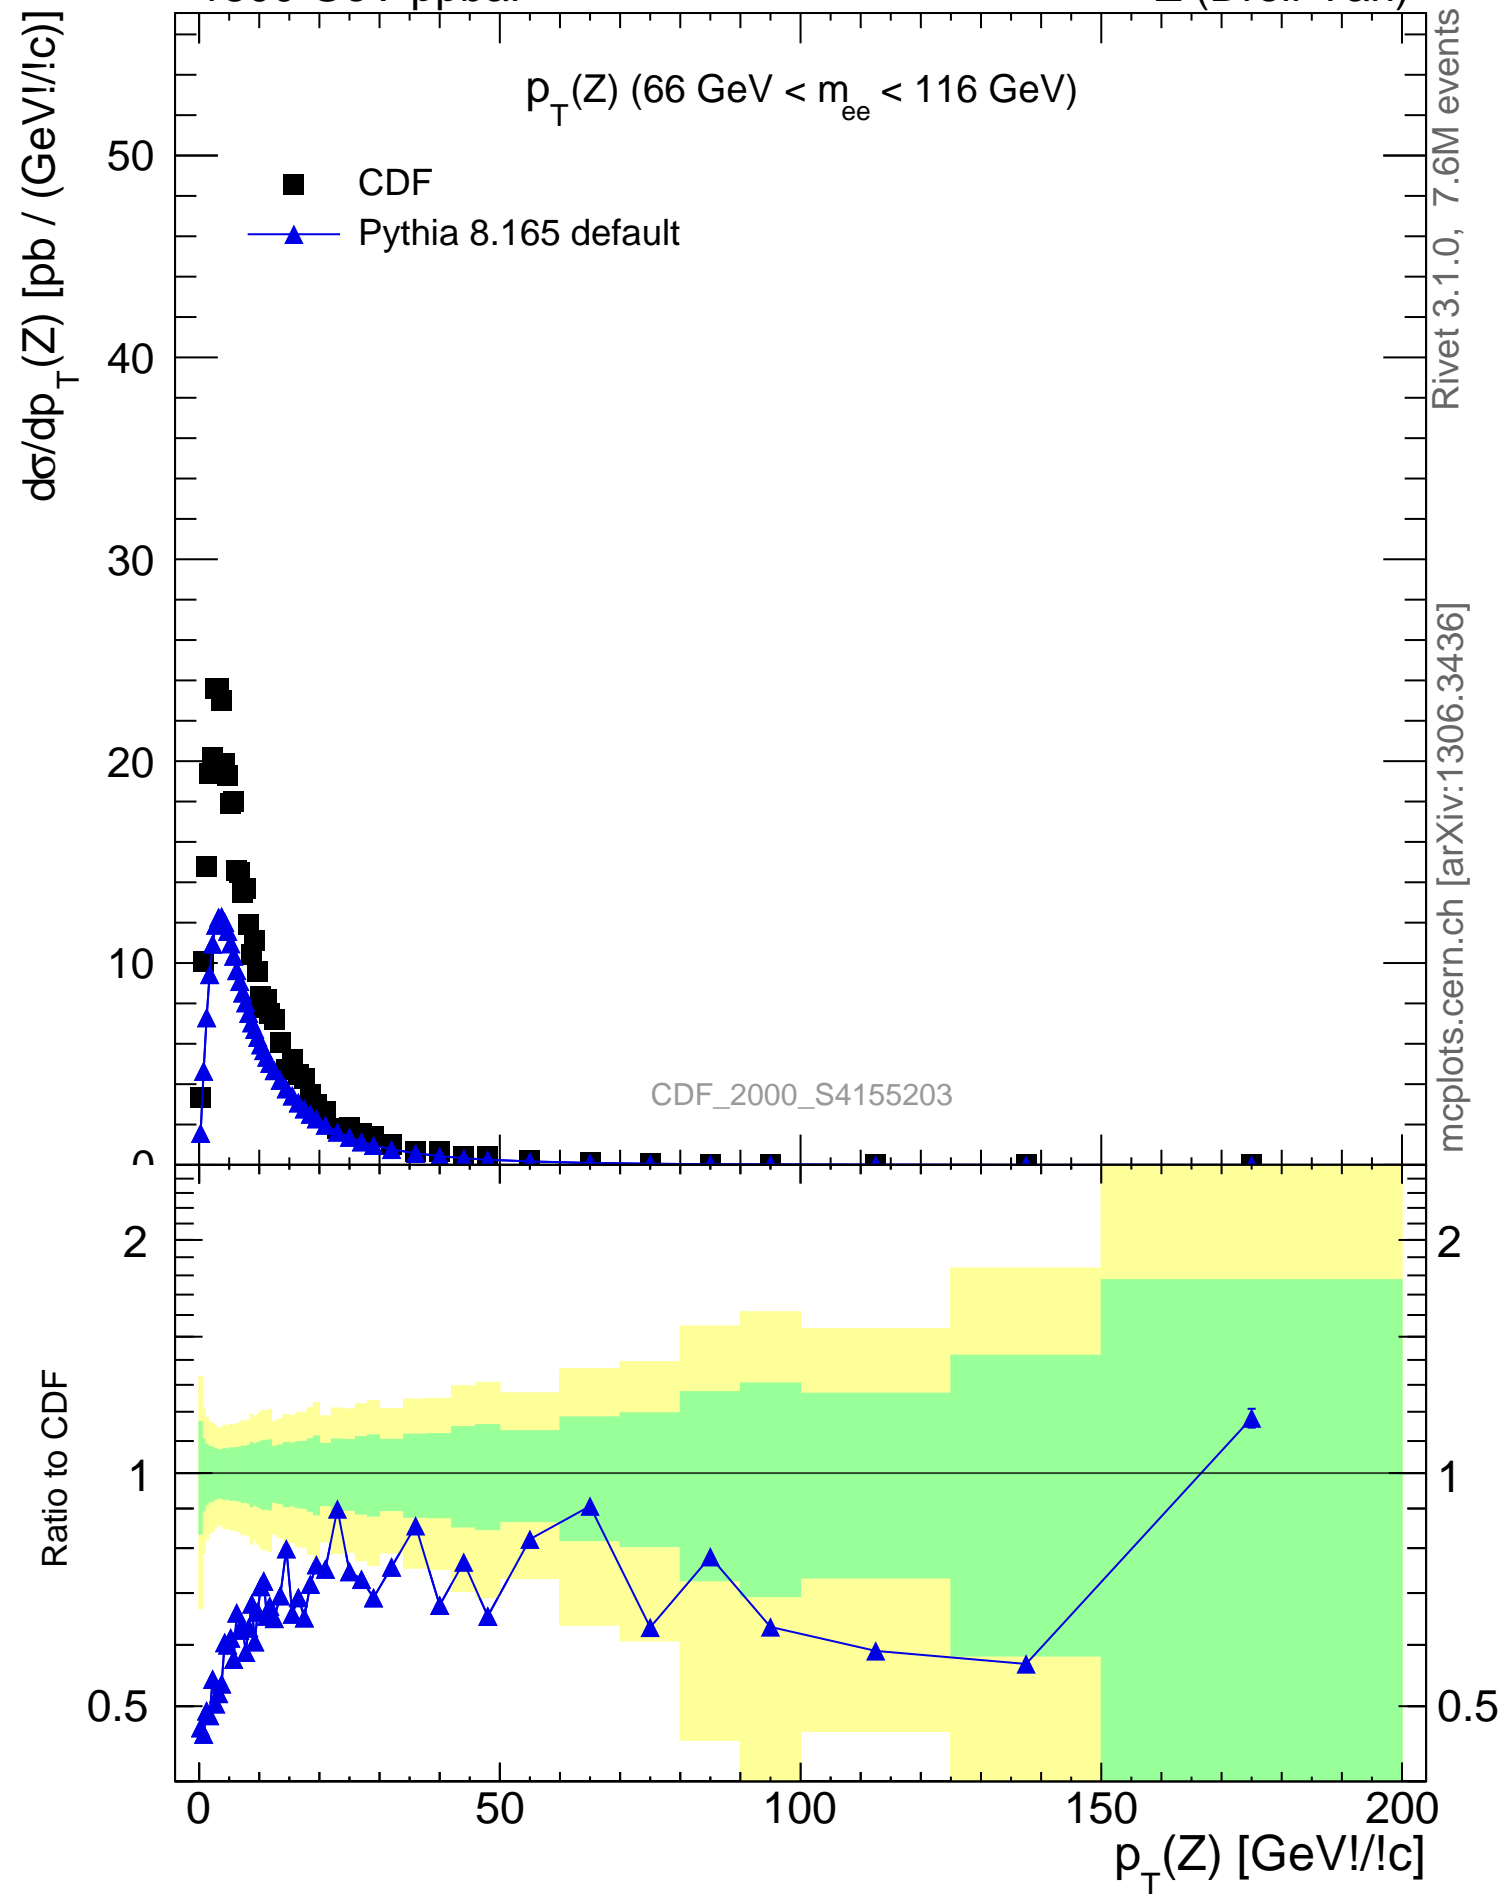 dσ/dp_T(Z) [pb / (GeV!/!c)]
p_T(Z) (66 GeV < m_ee < 116 GeV)
CDF
Pythia 8.165 default
50
40
30
20
10
0
CDF_2000_S4155203
Rivet 3.1.0, 7.6M events
mcplots.cern.ch [arXiv:1306.3436]
Ratio to CDF
2
1
0.5
2
1
0.5
0
50
100
150
200
p_T(Z) [GeV!/!c]